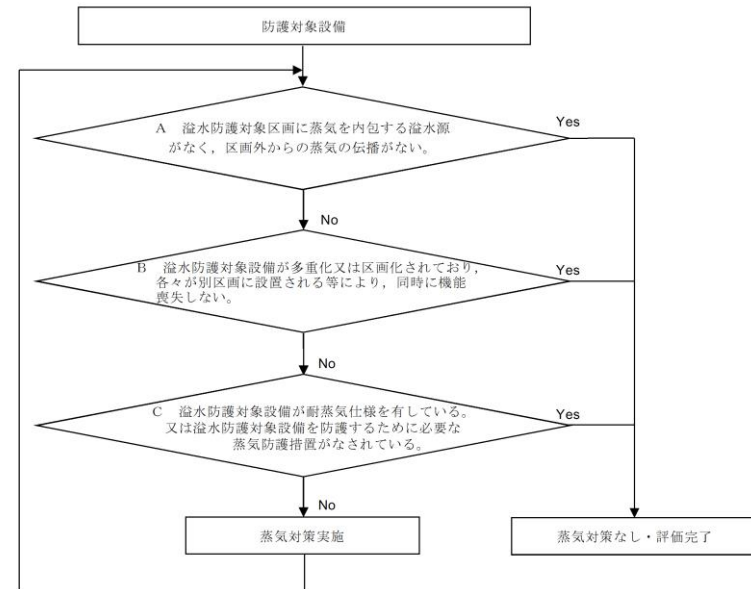 防護対象設備
A　溢水防護対象区画に蒸気を内包する溢水源
がなく，区画外からの蒸気の伝播がない。
Yes
No
B　溢水防護対象設備が多重化又は区画化されており，
各々が別区画に設置される等により，同時に機能
喪失しない。
Yes
No
C　溢水防護対象設備が耐蒸気仕様を有している。
又は溢水防護対象設備を防護するために必要な
蒸気防護措置がなされている。
Yes
No
蒸気対策実施
蒸気対策なし・評価完了